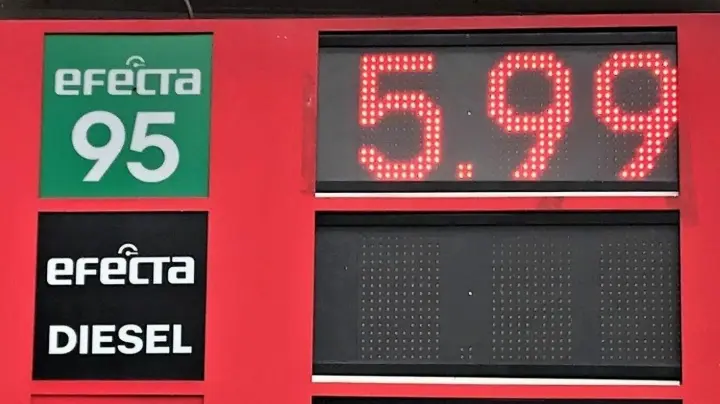 eFecTa
95
5.99
eFecTa
DIESEL